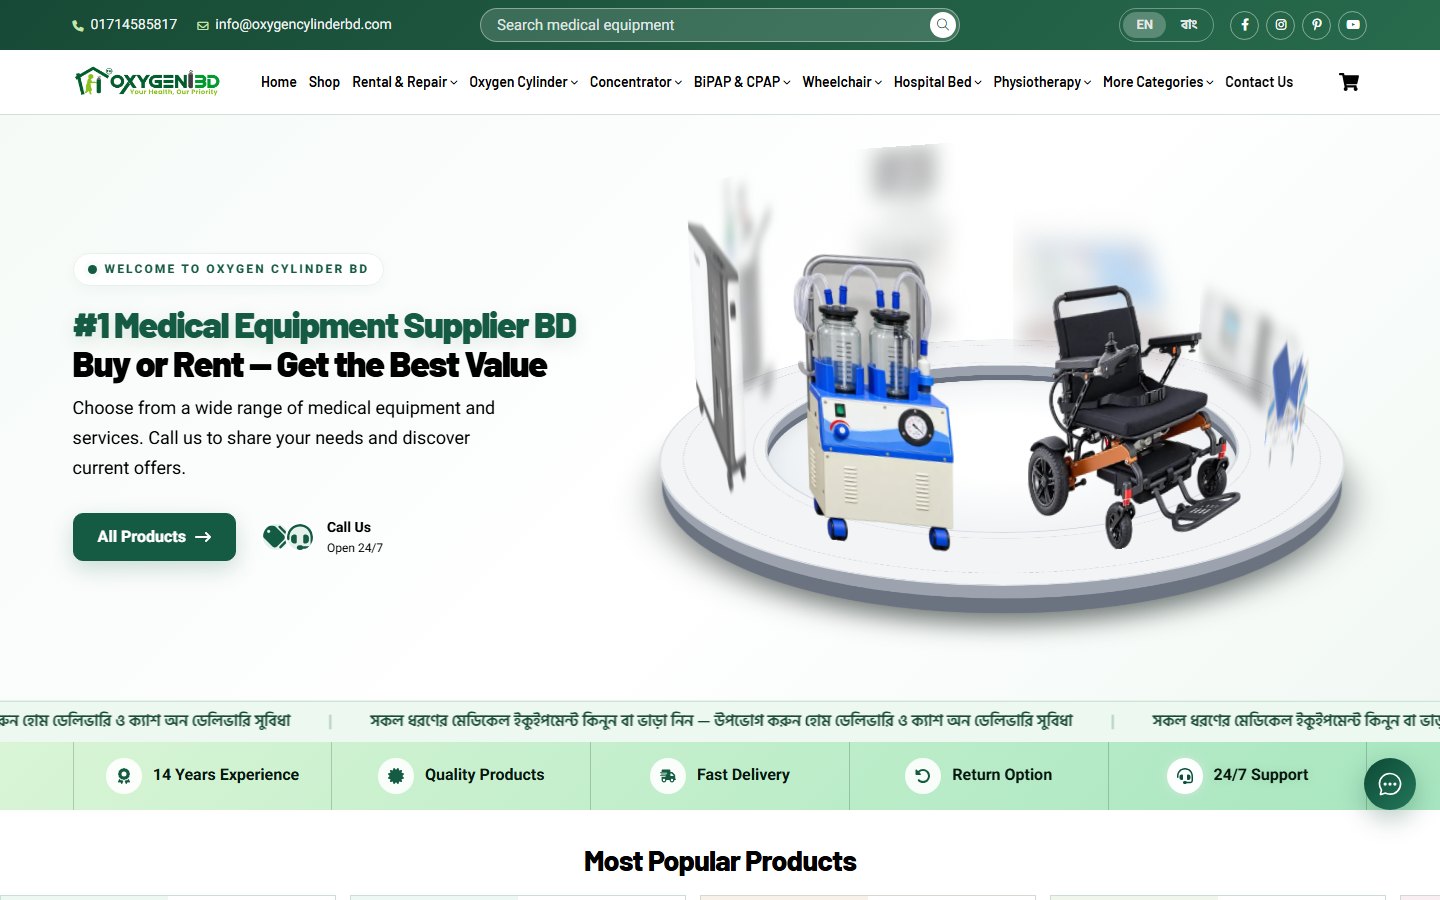 01714585817
info@oxygencylinderbd.com
Search medical equipment
EN
বাং
OXYGEN BD
Your Health, Our Priority
Home
Shop
Rental & Repair
Oxygen Cylinder
Concentrator
BiPAP & CPAP
Wheelchair
Hospital Bed
Physiotherapy
More Categories
Contact Us
WELCOME TO OXYGEN CYLINDER BD
#1 Medical Equipment Supplier BD
Buy or Rent – Get the Best Value
Choose from a wide range of medical equipment and
services. Call us to share your needs and discover
current offers.
All Products
Call Us
Open 24/7
হোম ডেলিভারি ও ক্যাশ অন ডেলিভারি সুবিধা | সকল ধরণের মেডিকেল ইকুইপমেন্ট কিনুন বা ভাড়া নিন — উপভোগ করুন হোম ডেলিভারি ও ক্যাশ অন ডেলিভারি সুবিধা | সকল ধরণের মেডিকেল ইকুইপমেন্ট কিনুন বা
14 Years Experience
Quality Products
Fast Delivery
Return Option
24/7 Support
Most Popular Products